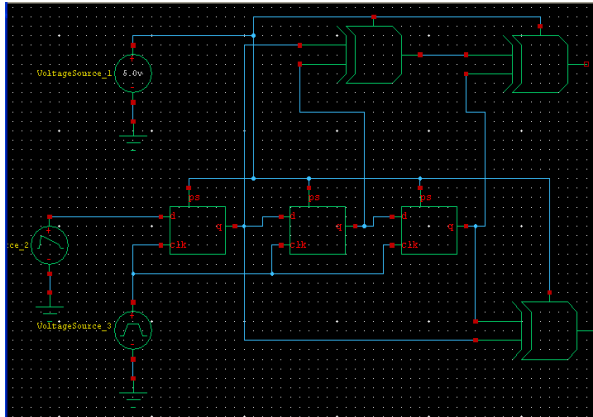 VoltageSource_1
5.0v
ps
ps
ps
d
q
d
q
d
q
clk
clk
clk
ce_2
VoltageSource_3